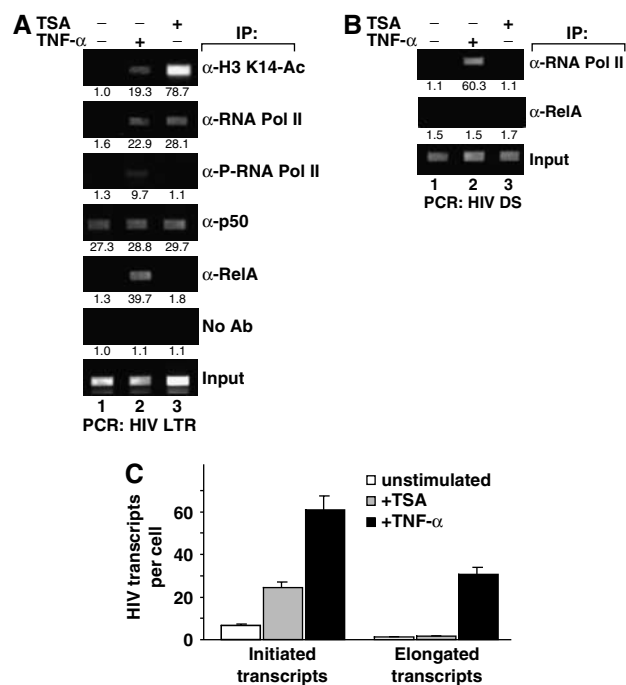 A
TSA – – +
TNF-α – + –
IP:
α-H3 K14-Ac
1.0 19.3 78.7
α-RNA Pol II
1.6 22.9 28.1
α-P-RNA Pol II
1.3 9.7 1.1
α-p50
27.3 28.8 29.7
α-RelA
1.3 39.7 1.8
No Ab
1.0 1.1 1.1
Input
1 2 3
PCR: HIV LTR
B
TSA – – +
TNF-α – + –
IP:
α-RNA Pol II
1.1 60.3 1.1
α-RelA
1.5 1.5 1.7
Input
1 2 3
PCR: HIV DS
C
HIV transcripts
per cell
60
40
20
0
unstimulated
+TSA
+TNF-α
Initiated
transcripts
Elongated
transcripts